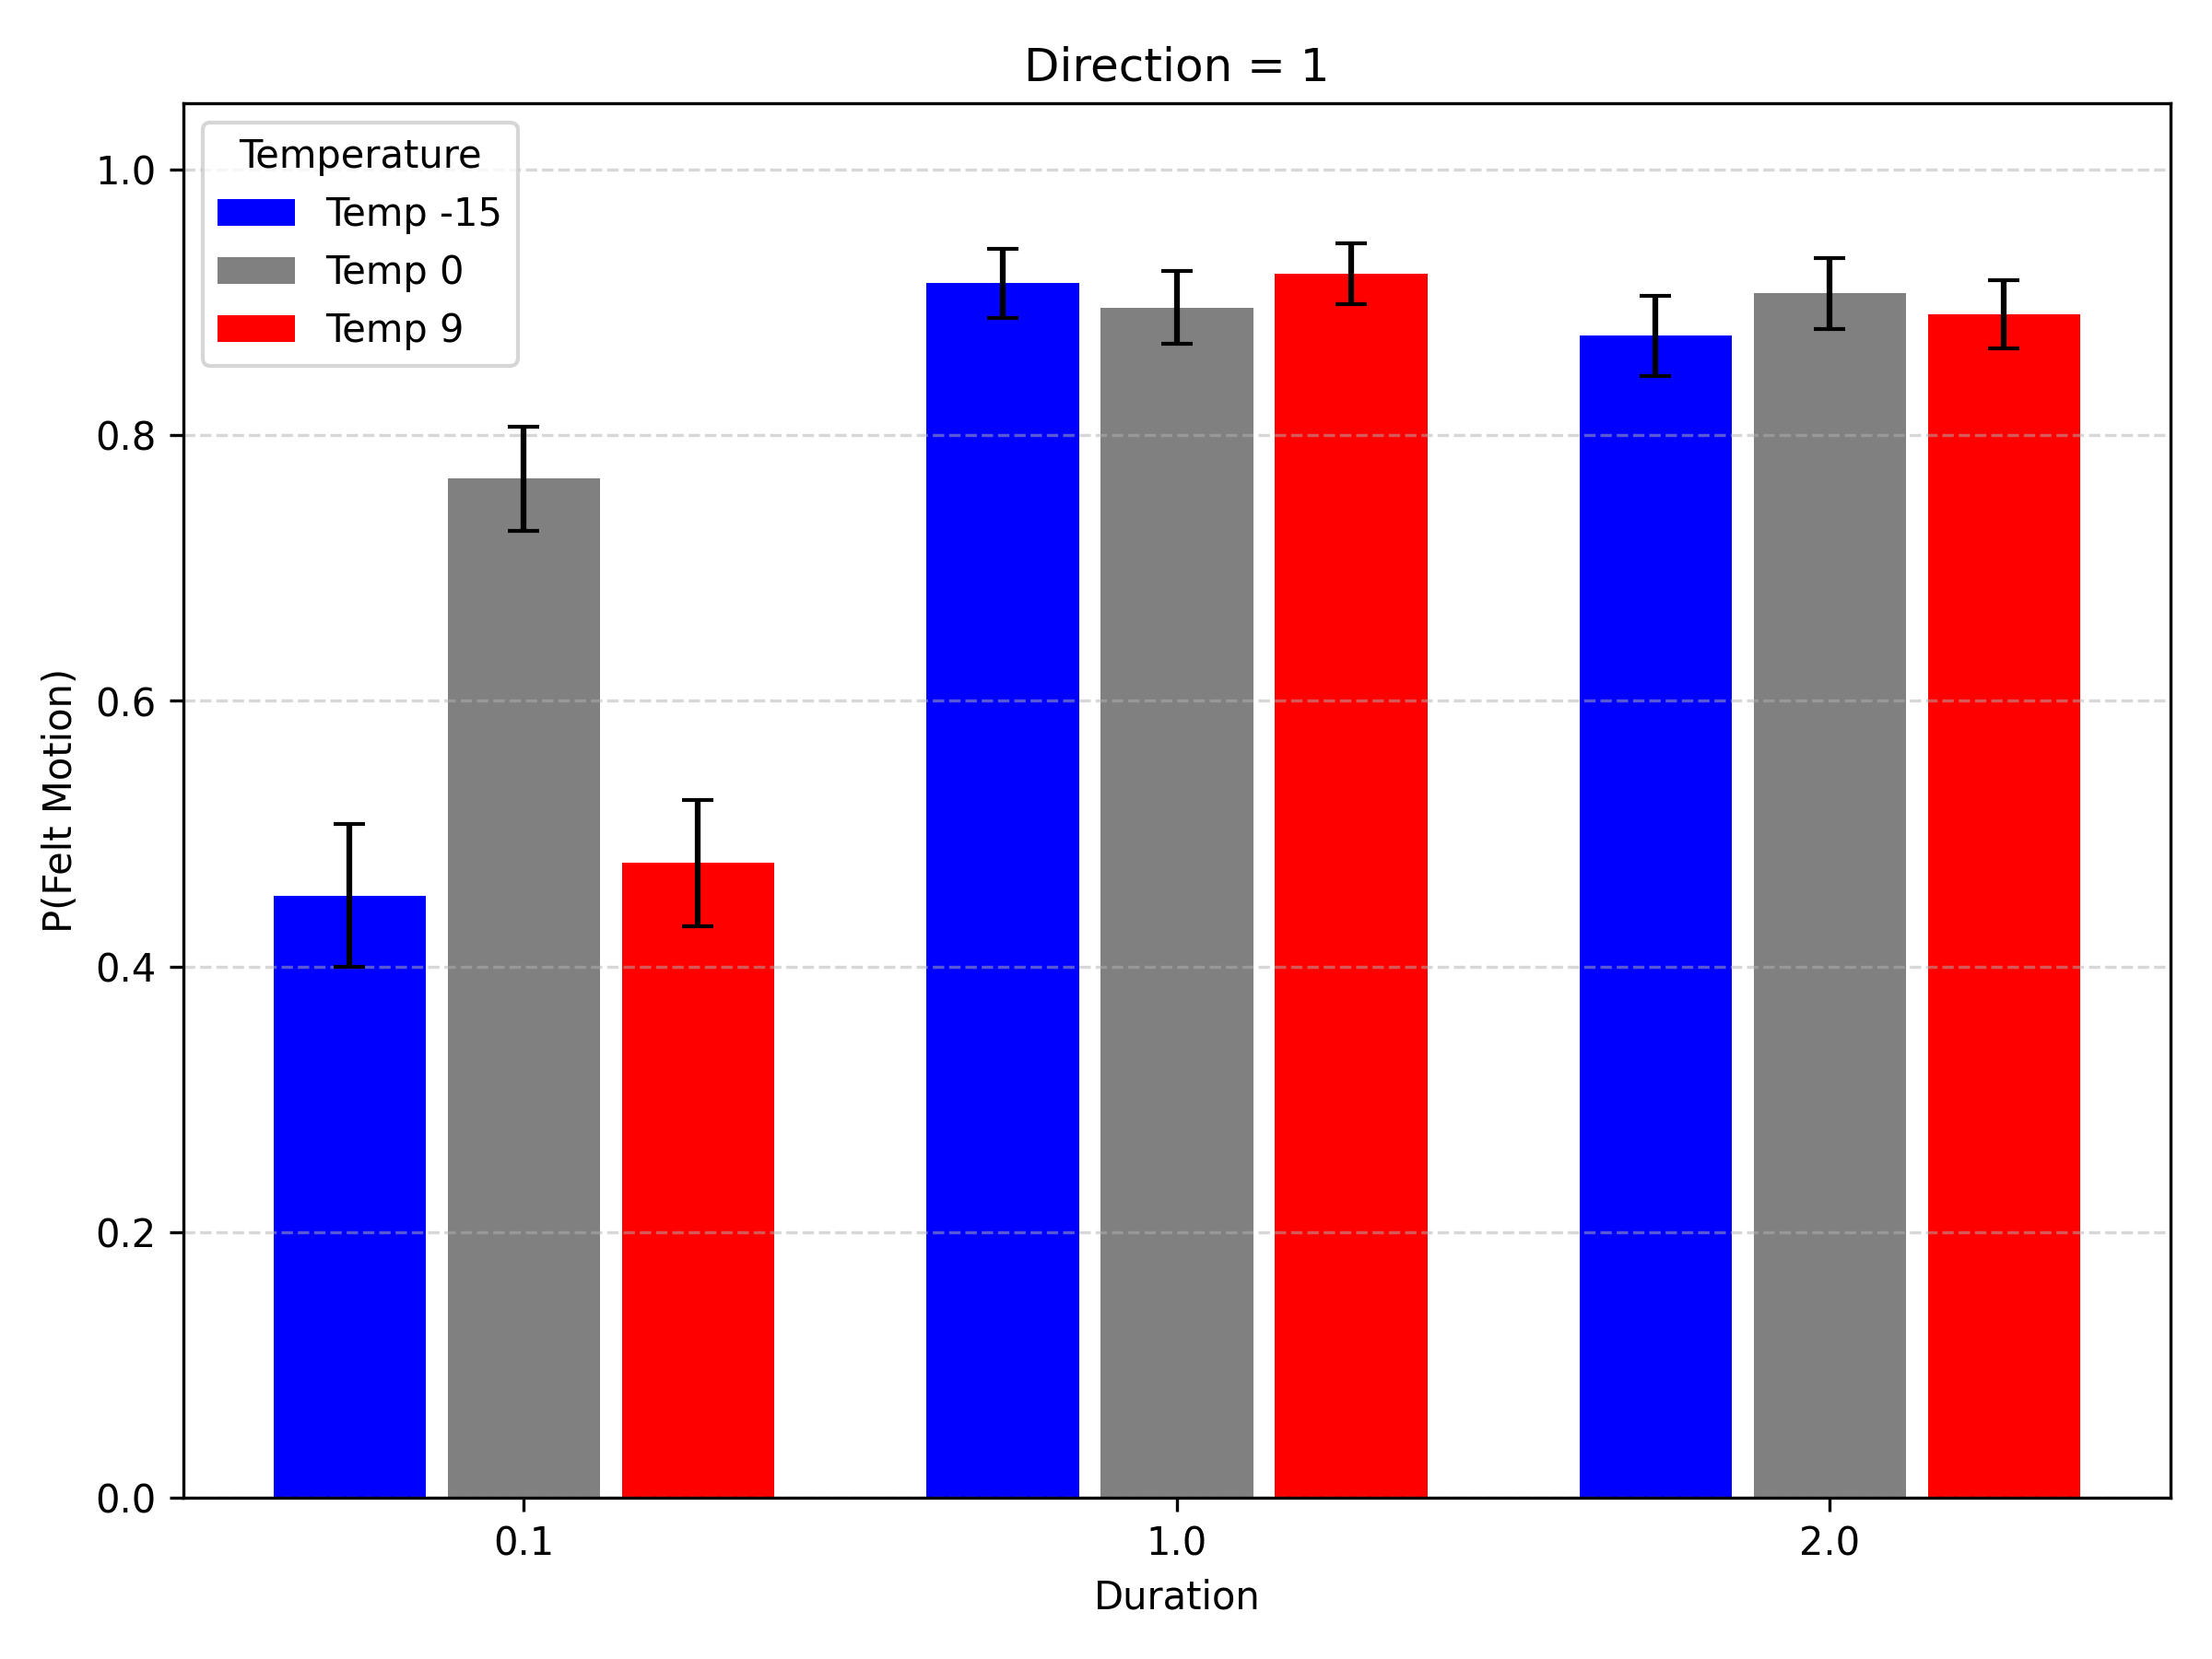 Direction = 1
Temperature
Temp -15
Temp 0
Temp 9
1.0
0.8
0.6
0.4
0.2
0.0
P(Felt Motion)
0.1 1.0 2.0
Duration